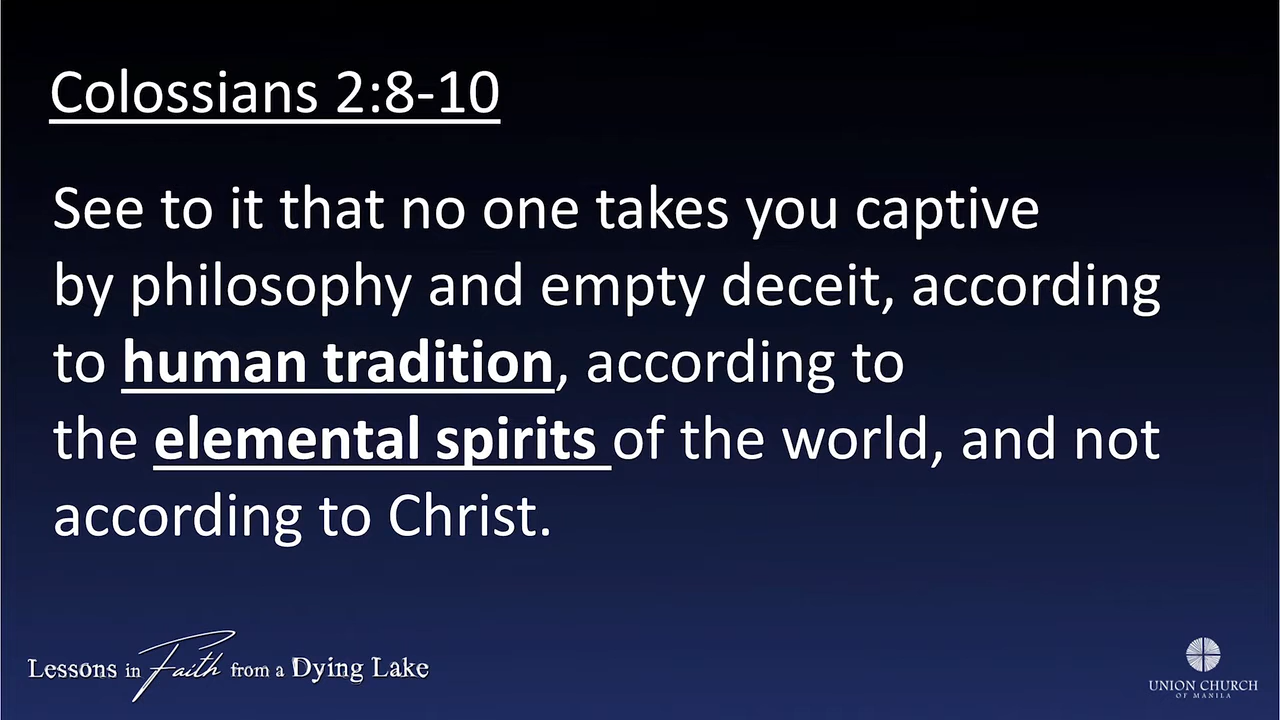 Colossians 2:8-10
See to it that no one takes you captive
by philosophy and empty deceit, according
to human tradition, according to
the elemental spirits of the world, and not
according to Christ.
Lessons in Faith from a Dying Lake
UNION CHURCH
OF MANILA